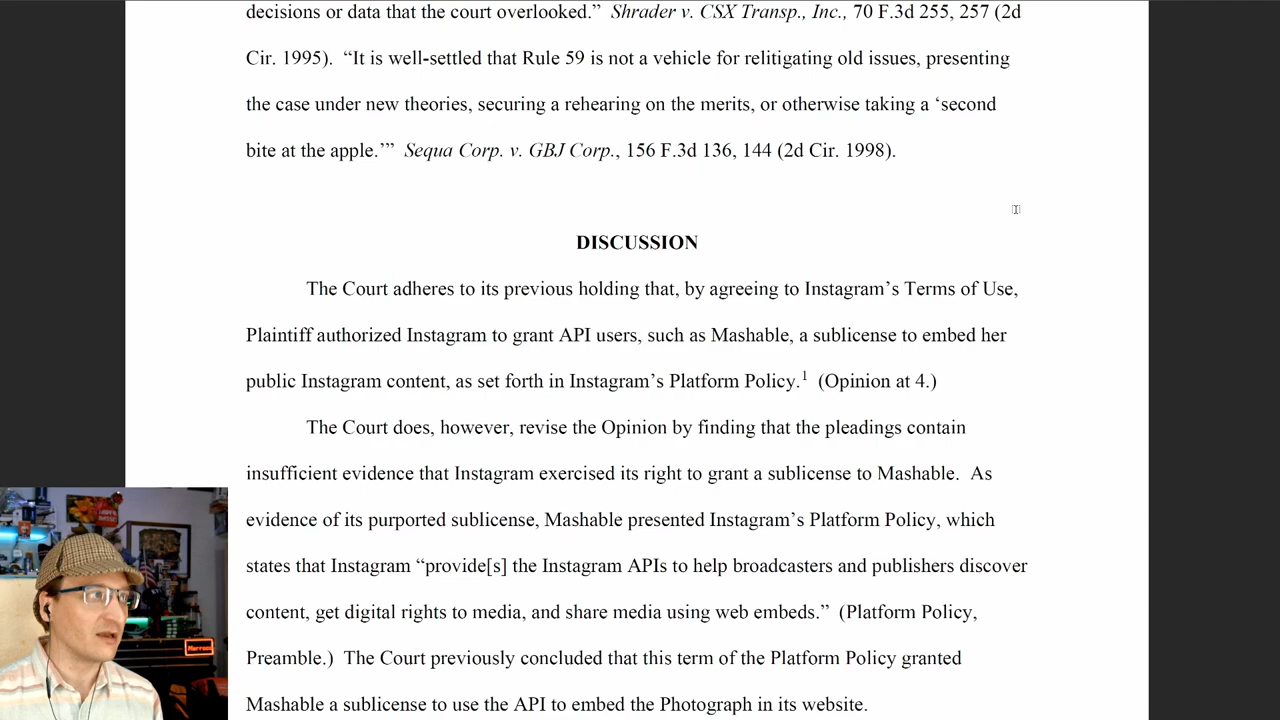 decisions or data that the court overlooked.”  Shrader v. CSX Transp., Inc., 70 F.3d 255, 257 (2d
Cir. 1995).  “It is well-settled that Rule 59 is not a vehicle for relitigating old issues, presenting
the case under new theories, securing a rehearing on the merits, or otherwise taking a ‘second
bite at the apple.’”  Sequa Corp. v. GBJ Corp., 156 F.3d 136, 144 (2d Cir. 1998).
DISCUSSION
The Court adheres to its previous holding that, by agreeing to Instagram’s Terms of Use,
Plaintiff authorized Instagram to grant API users, such as Mashable, a sublicense to embed her
public Instagram content, as set forth in Instagram’s Platform Policy.1  (Opinion at 4.)
The Court does, however, revise the Opinion by finding that the pleadings contain
insufficient evidence that Instagram exercised its right to grant a sublicense to Mashable.  As
evidence of its purported sublicense, Mashable presented Instagram’s Platform Policy, which
states that Instagram “provide[s] the Instagram APIs to help broadcasters and publishers discover
content, get digital rights to media, and share media using web embeds.”  (Platform Policy,
Preamble.)  The Court previously concluded that this term of the Platform Policy granted
Mashable a sublicense to use the API to embed the Photograph in its website.